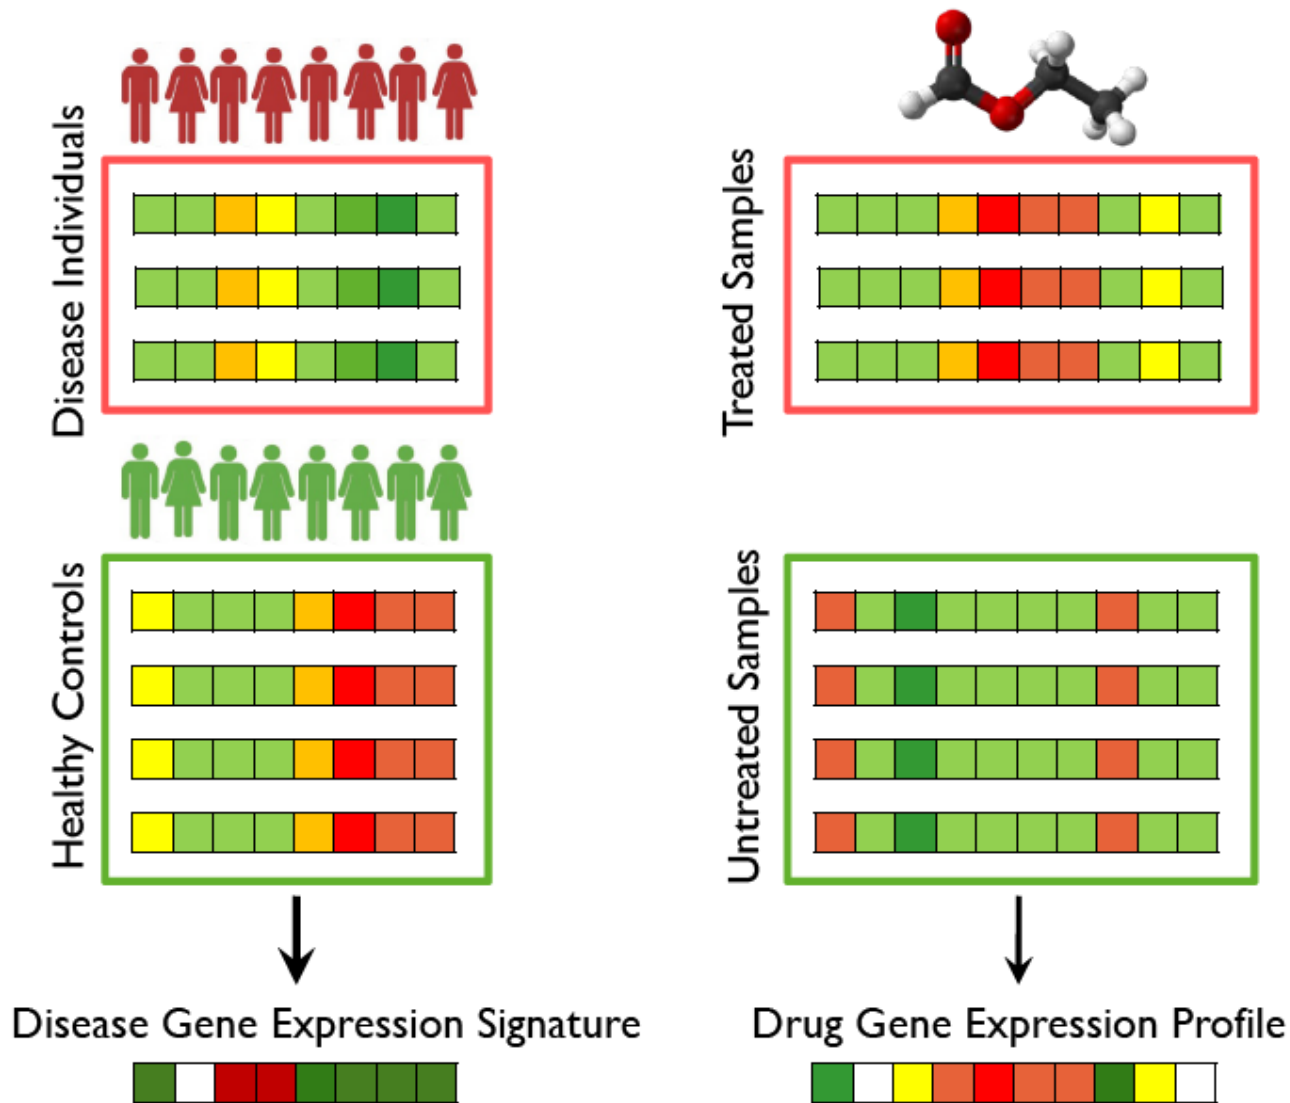 Disease Individuals
Treated Samples
Healthy Controls
Untreated Samples
Disease Gene Expression Signature
Drug Gene Expression Profile